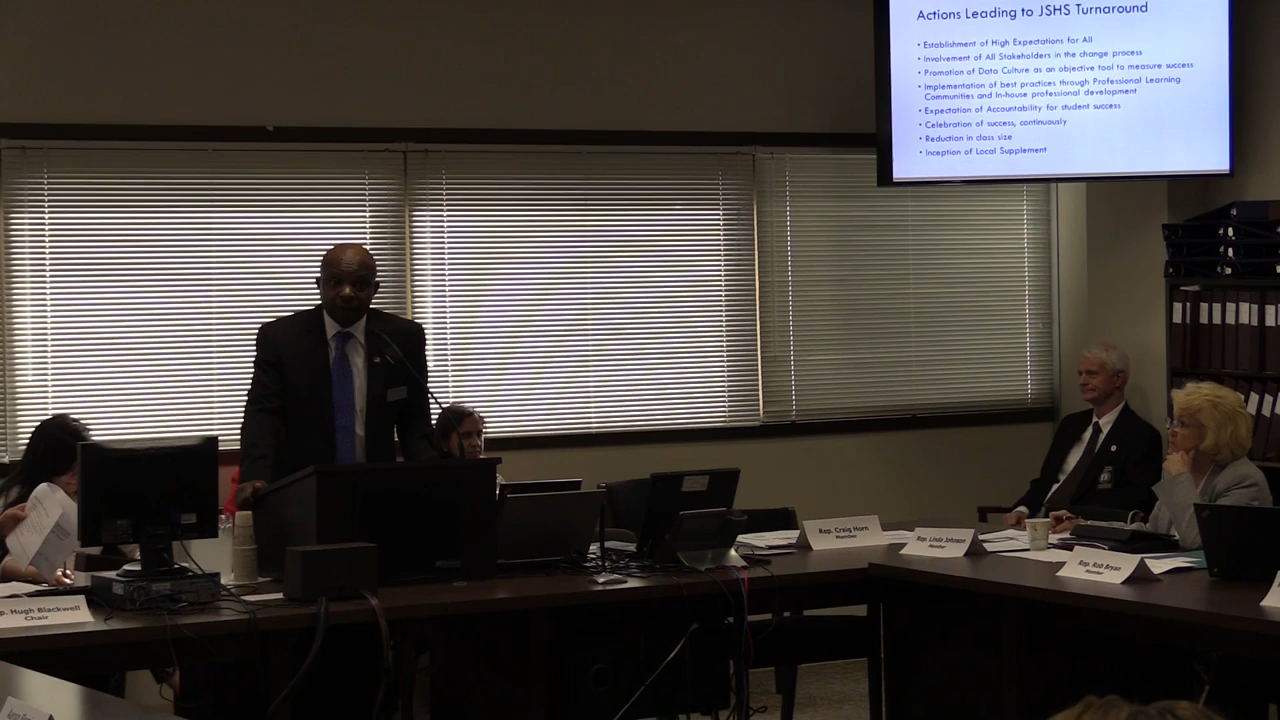 Actions Leading to JSHS Turnaround
• Establishment of High Expectations for All
• Involvement of All Stakeholders in the change process
• Promotion of Data Culture as an objective tool to measure success
• Implementation of best practices through Professional Learning
Communities and In-house professional development
• Expectation of Accountability for student success
• Celebration of success, continuously
• Reduction in class size
• Inception of Local Supplement
Rep. Craig Horn
Member
Rep. Linda Johnson
Member
Rep. Rob Bryan
Member
p. Hugh Blackwell
Chair